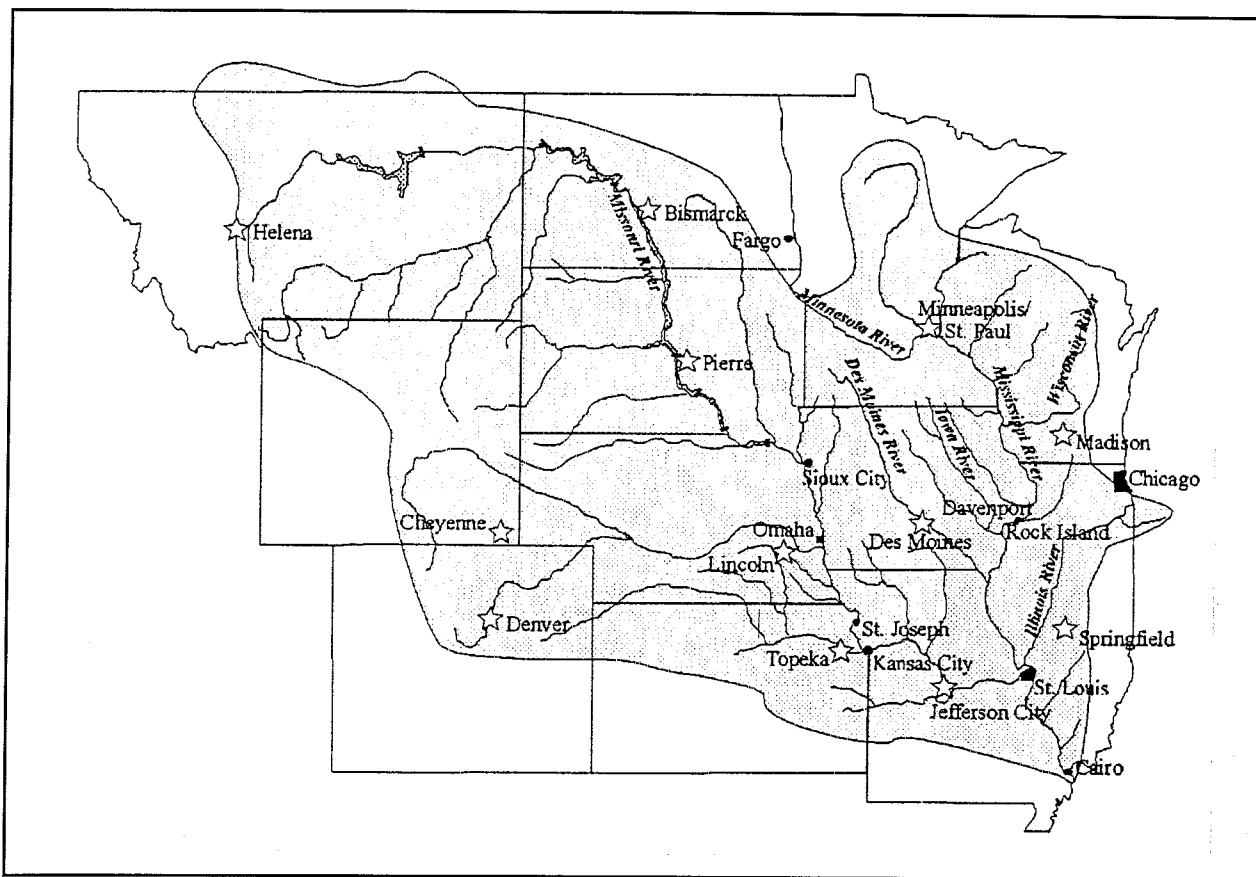 Helena
Missouri River
Bismarck
Fargo
Minnesota River
Minneapolis/
St. Paul
Wisconsin River
Pierre
Des Moines River
Iowa River
Mississippi River
Madison
Sioux City
Chicago
Cheyenne
Omaha
Davenport
Des Moines
Rock Island
Lincoln
Illinois River
Denver
St. Joseph
Springfield
Topeka
Kansas City
St. Louis
Jefferson City
Cairo